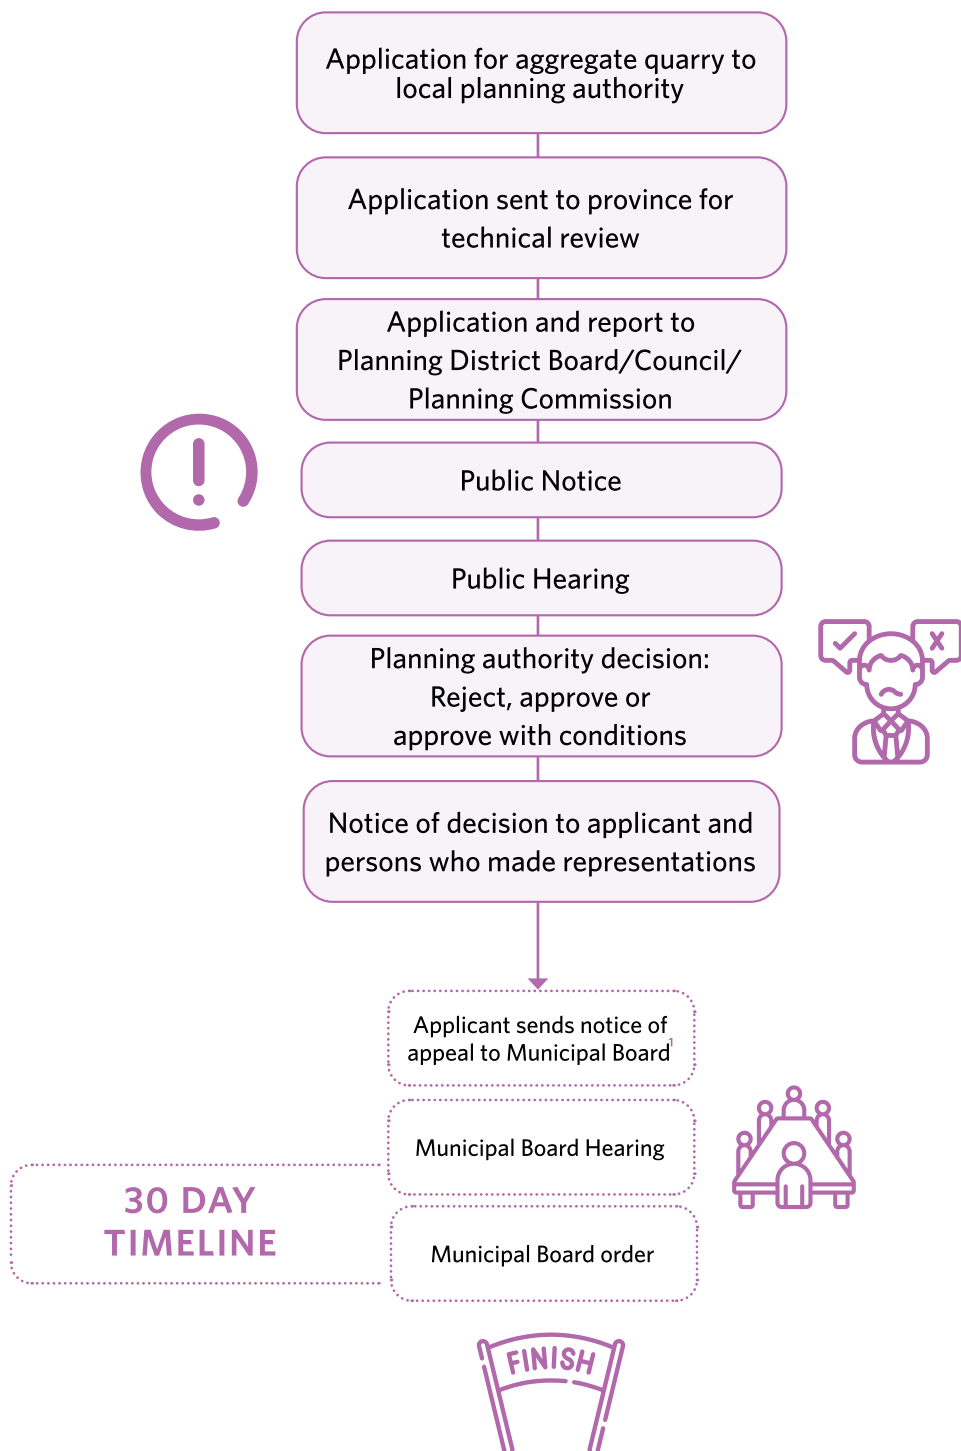 Application for aggregate quarry to
local planning authority
Application sent to province for
technical review
Application and report to
Planning District Board/Council/
Planning Commission
Public Notice
Public Hearing
Planning authority decision:
Reject, approve or
approve with conditions
Notice of decision to applicant and
persons who made representations
Applicant sends notice of
appeal to Municipal Board¹
Municipal Board Hearing
30 DAY
TIMELINE
Municipal Board order
FINISH